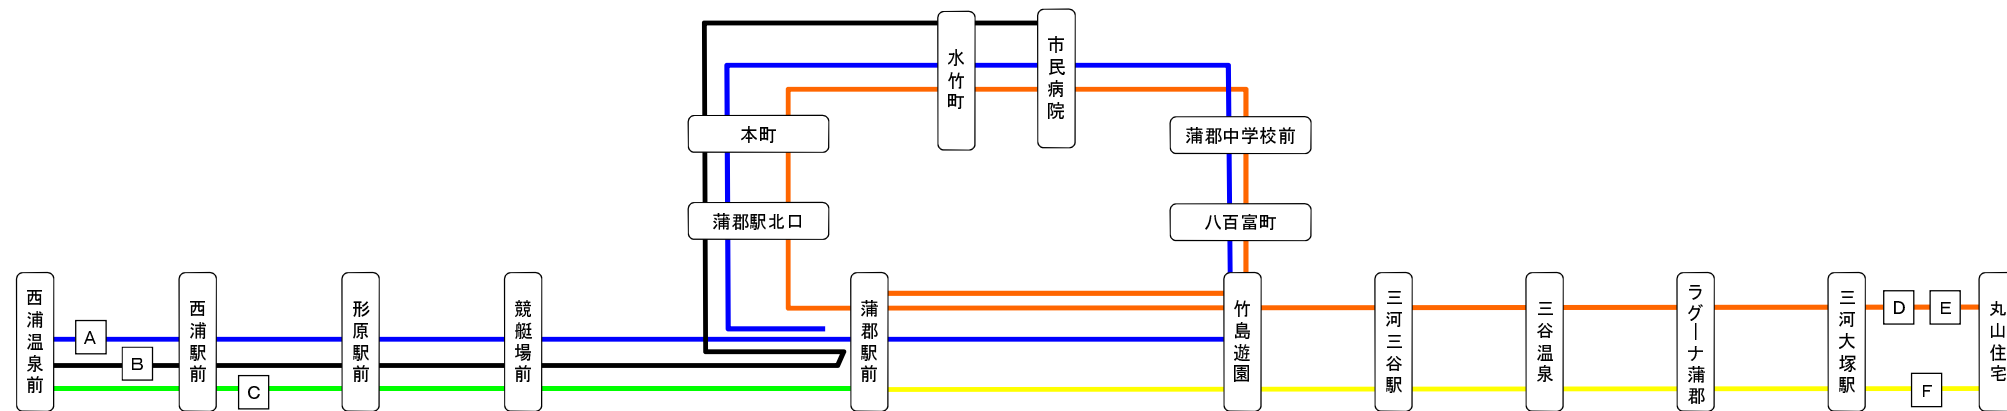 水竹町
市民病院
本町
蒲郡中学校前
蒲郡駅北口
八百富町
西浦温泉前
A
B
西浦駅前
C
形原駅前
競艇場前
蒲郡駅前
竹島遊園
三河三谷駅
三谷温泉
ラグーナ蒲郡
三河大塚駅
D
E
F
丸山住宅